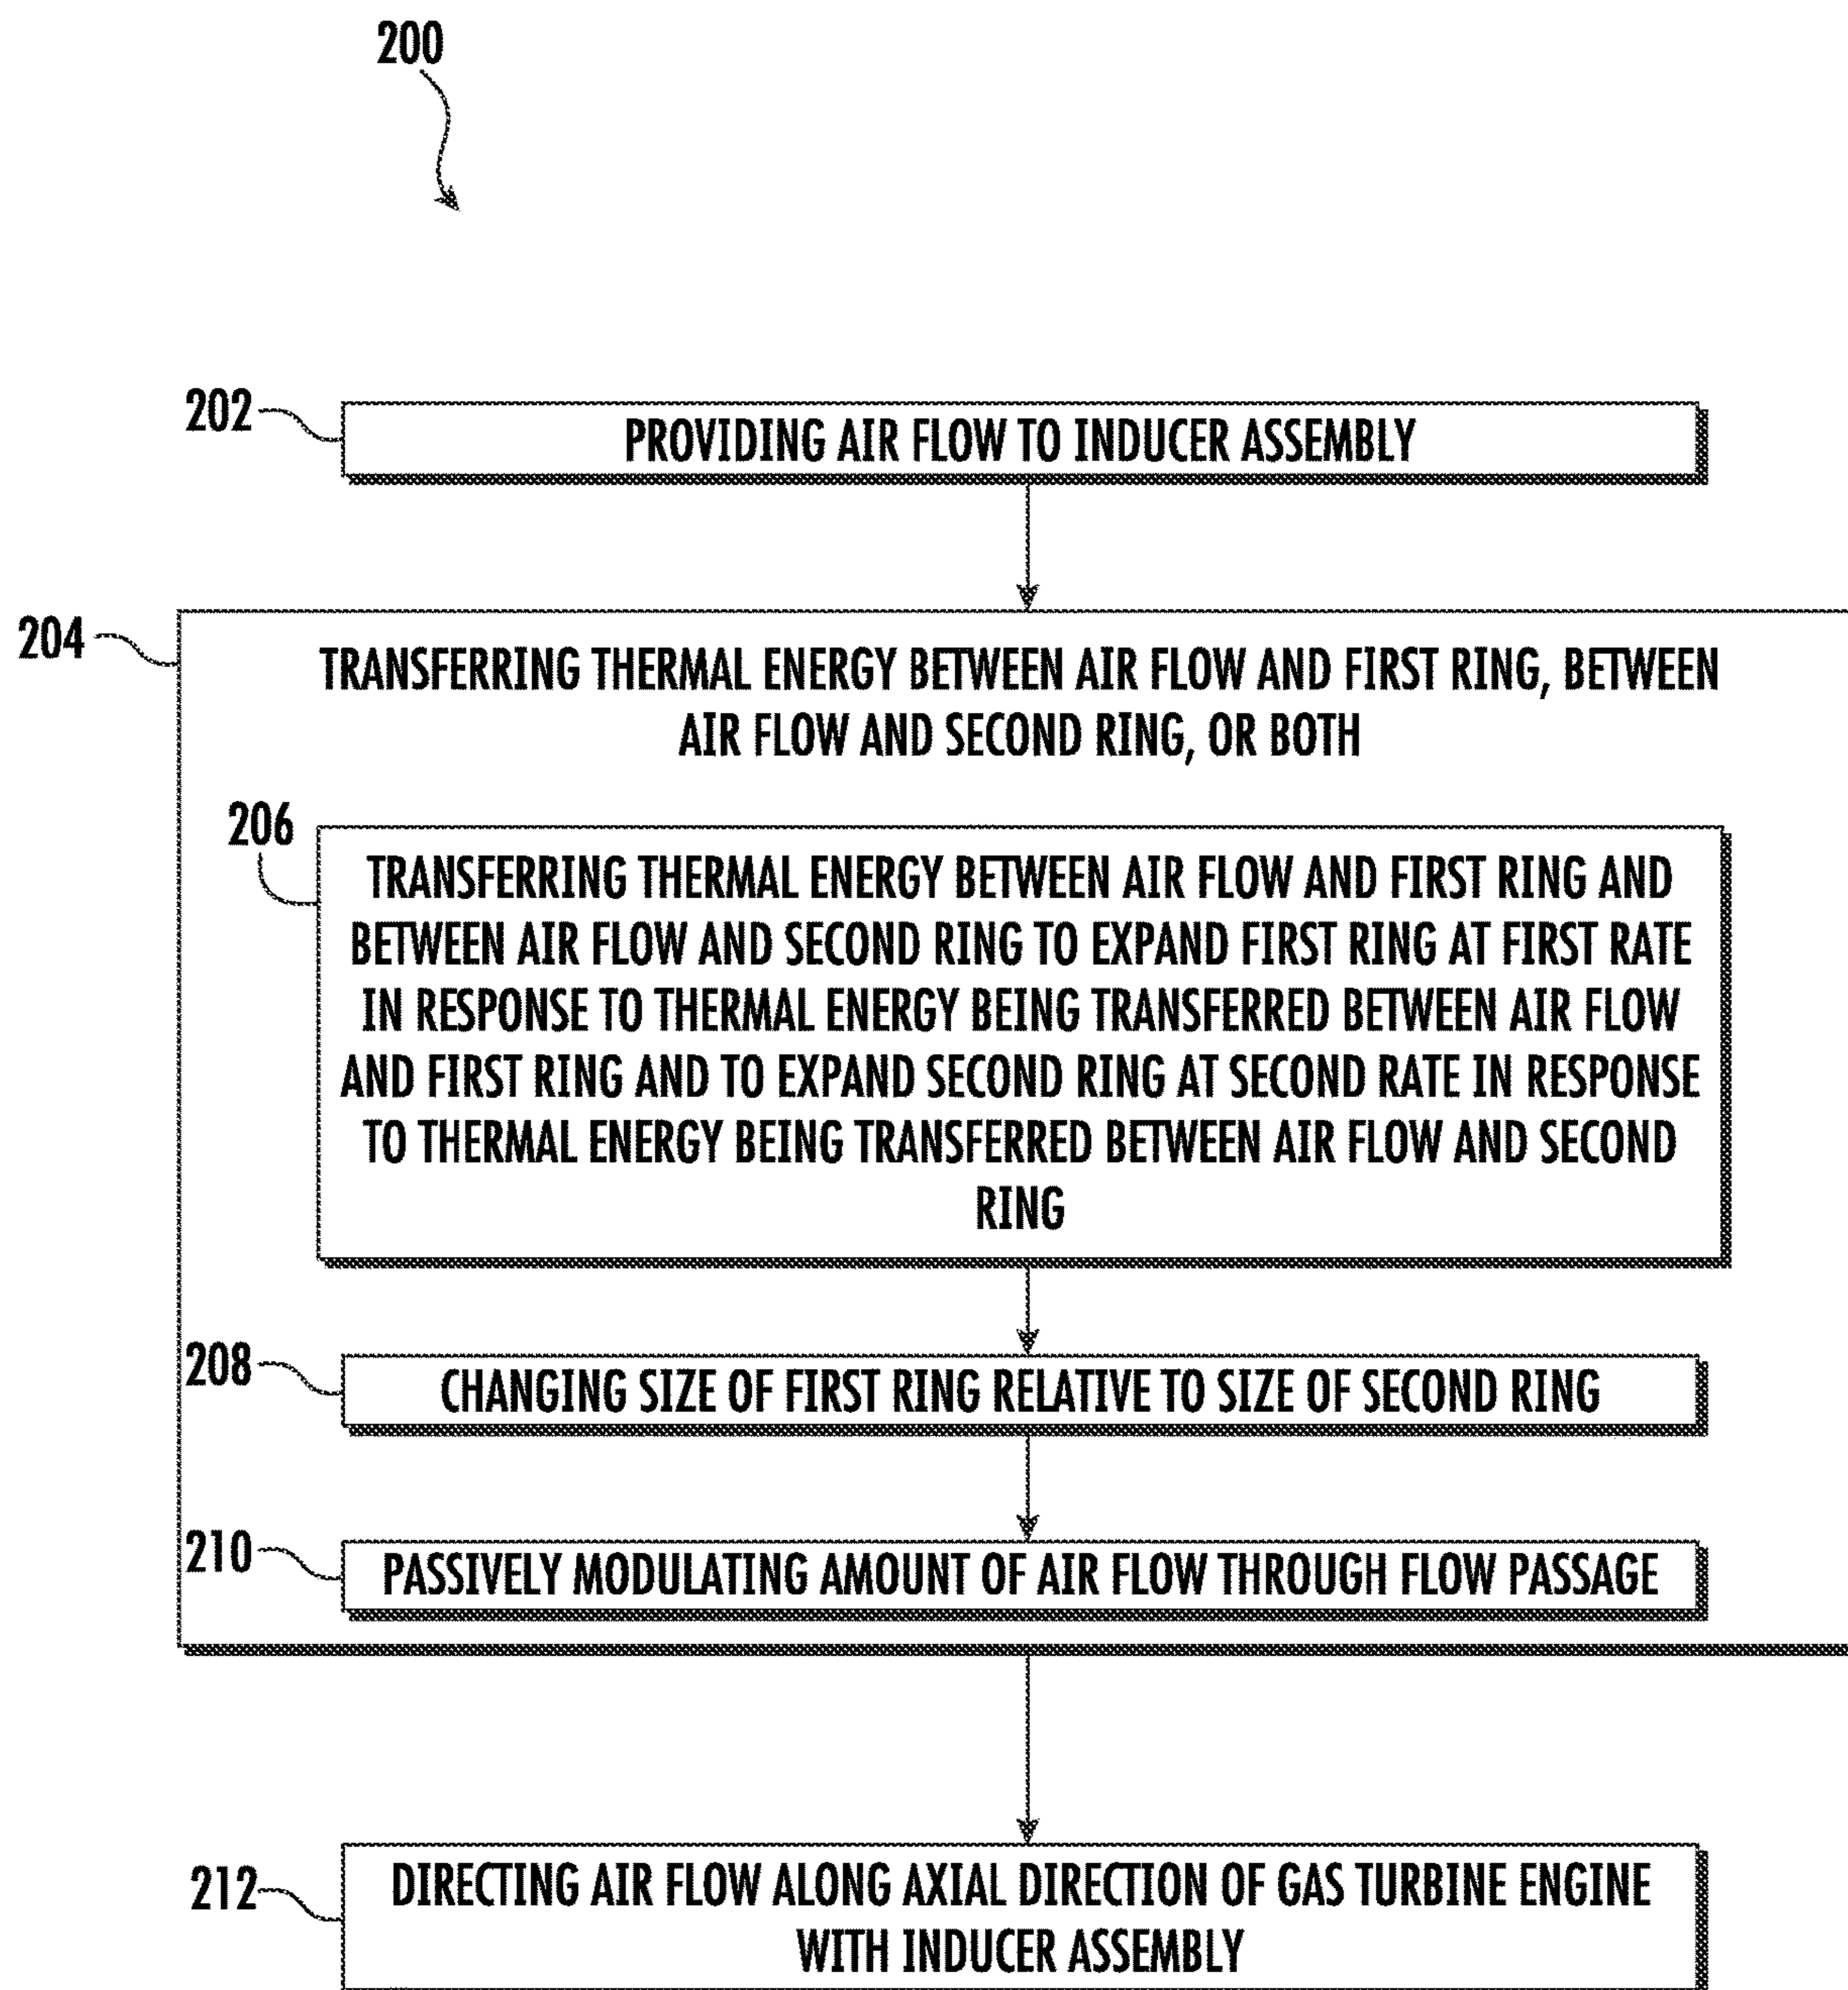 200
202
PROVIDING AIR FLOW TO INDUCER ASSEMBLY
204
TRANSFERRING THERMAL ENERGY BETWEEN AIR FLOW AND FIRST RING, BETWEEN
AIR FLOW AND SECOND RING, OR BOTH
206
TRANSFERRING THERMAL ENERGY BETWEEN AIR FLOW AND FIRST RING AND
BETWEEN AIR FLOW AND SECOND RING TO EXPAND FIRST RING AT FIRST RATE
IN RESPONSE TO THERMAL ENERGY BEING TRANSFERRED BETWEEN AIR FLOW
AND FIRST RING AND TO EXPAND SECOND RING AT SECOND RATE IN RESPONSE
TO THERMAL ENERGY BEING TRANSFERRED BETWEEN AIR FLOW AND SECOND
RING
208
CHANGING SIZE OF FIRST RING RELATIVE TO SIZE OF SECOND RING
210
PASSIVELY MODULATING AMOUNT OF AIR FLOW THROUGH FLOW PASSAGE
212
DIRECTING AIR FLOW ALONG AXIAL DIRECTION OF GAS TURBINE ENGINE
WITH INDUCER ASSEMBLY